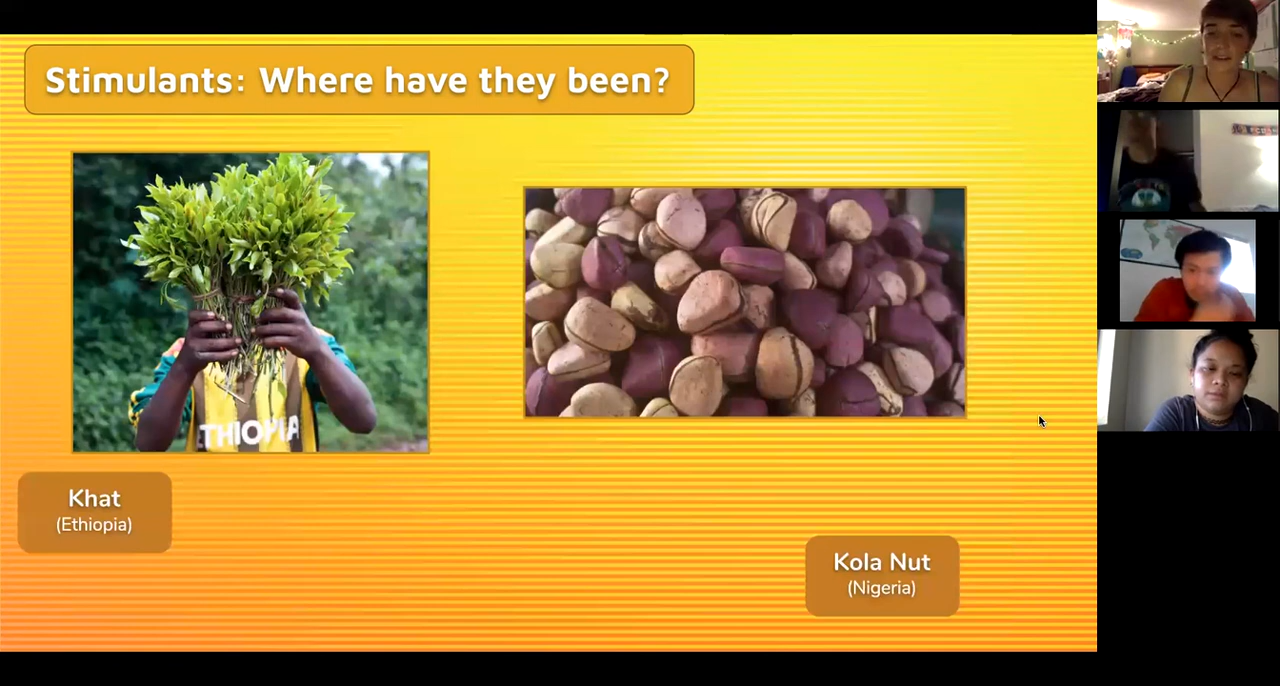 Stimulants: Where have they been?
THIOPIA
Khat
(Ethiopia)
Kola Nut
(Nigeria)